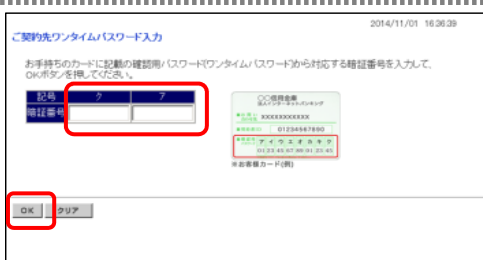 2014/11/01 16:36:39
ご契約先ワンタイムパスワード入力
お手持ちのカードに記載の確認用パスワード(ワンタイムパスワード)から対応する暗証番号を入力して、
OKボタンを押してください。
記号 ク ア
暗証番号
〇〇信用金庫
法人インターネットバンキング
XXXXXXXXXXX
01234567890
ア イ ウ エ オ カ キ ク
01 23 45 67 89 01 23 45
※お客様カード(例)
OK クリア